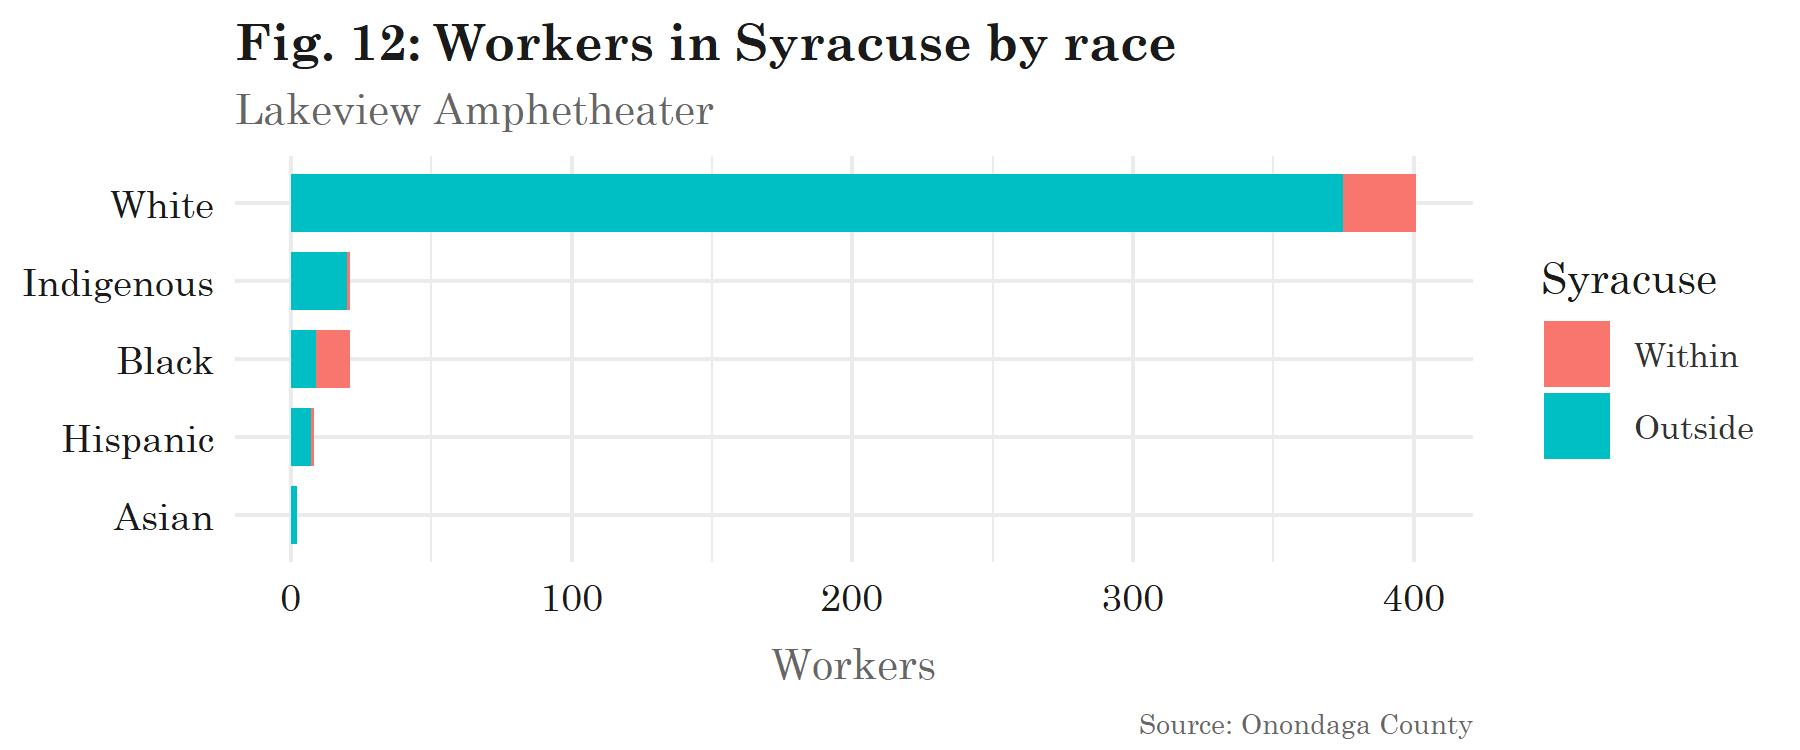 Fig. 12: Workers in Syracuse by race
Lakeview Amphetheater
White
Indigenous
Black
Hispanic
Asian
0 100 200 300 400
Workers
Syracuse
Within
Outside
Source: Onondaga County